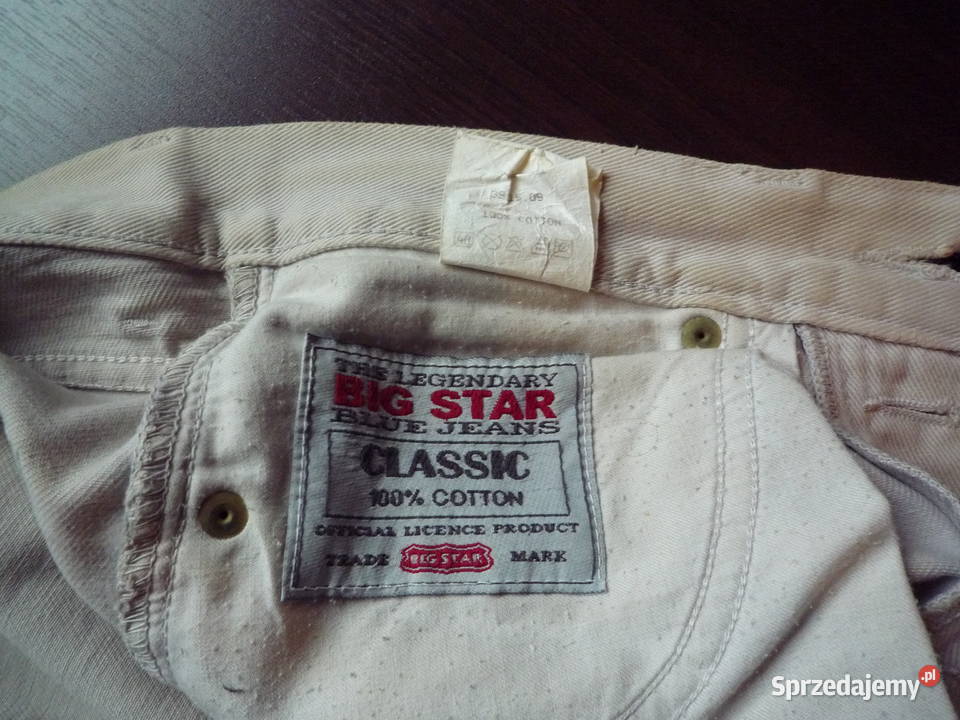 100% COTTON
40
THE LEGENDARY
BIG STAR
BLUE JEANS
CLASSIC
100% COTTON
OFFICIAL LICENCE PRODUCT
TRADE BIG STAR MARK
Sprzedajemy.pl